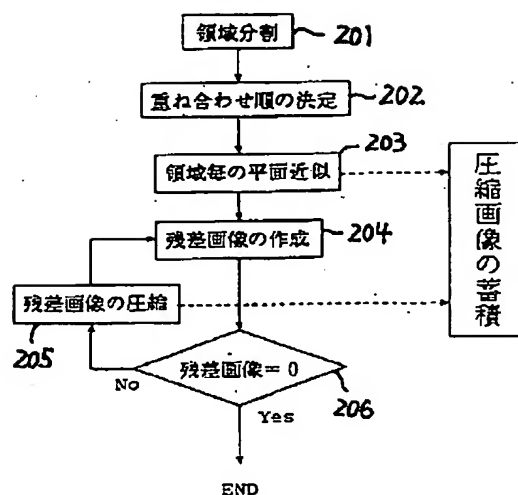 領域分割
201
重ね合わせ順の決定
202
領域毎の平面近似
203
残差画像の作成
204
圧縮画像の蓄積
残差画像の圧縮
205
残差画像=0
206
No
Yes
END